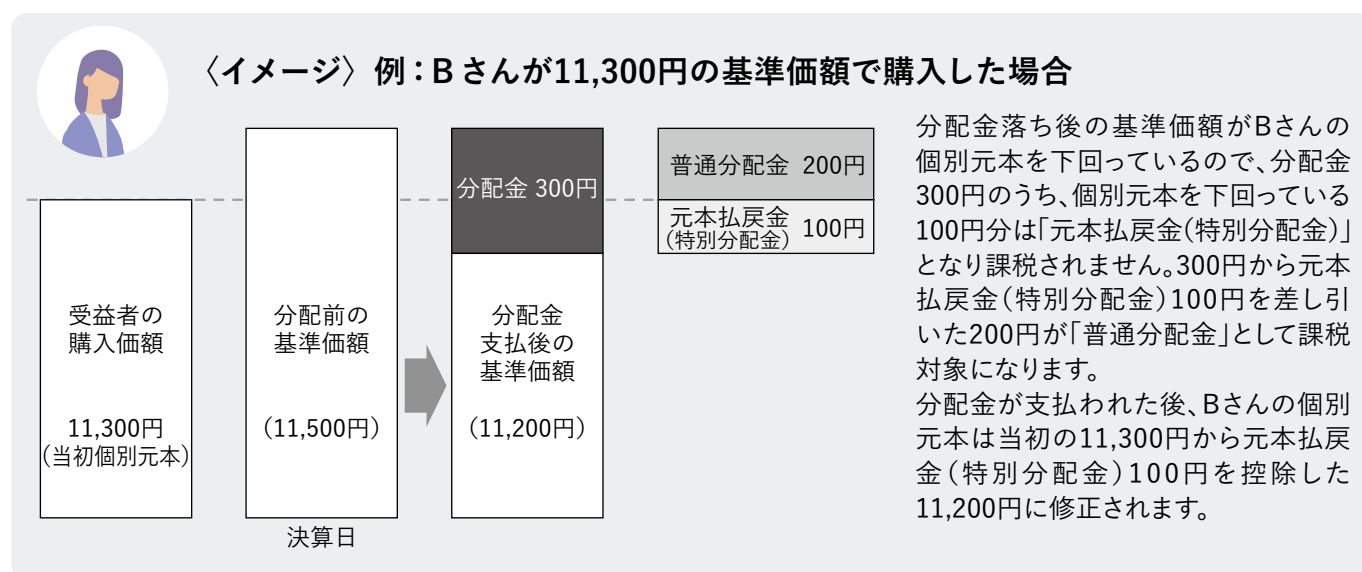 〈イメージ〉例：Bさんが11,300円の基準価額で購入した場合
受益者の
購入価額
11,300円
(当初個別元本)
分配前の
基準価額
(11,500円)
決算日
分配金 300円
分配金
支払後の
基準価額
(11,200円)
普通分配金 200円
元本払戻金
(特別分配金) 100円
分配金落ち後の基準価額がBさんの
個別元本を下回っているので、分配金
300円のうち、個別元本を下回っている
100円分は「元本払戻金(特別分配金)」
となり課税されません。300円から元本
払戻金(特別分配金)100円を差し引
いた200円が「普通分配金」として課税
対象になります。
分配金が支払われた後、Bさんの個別
元本は当初の11,300円から元本払戻
金(特別分配金)100円を控除した
11,200円に修正されます。